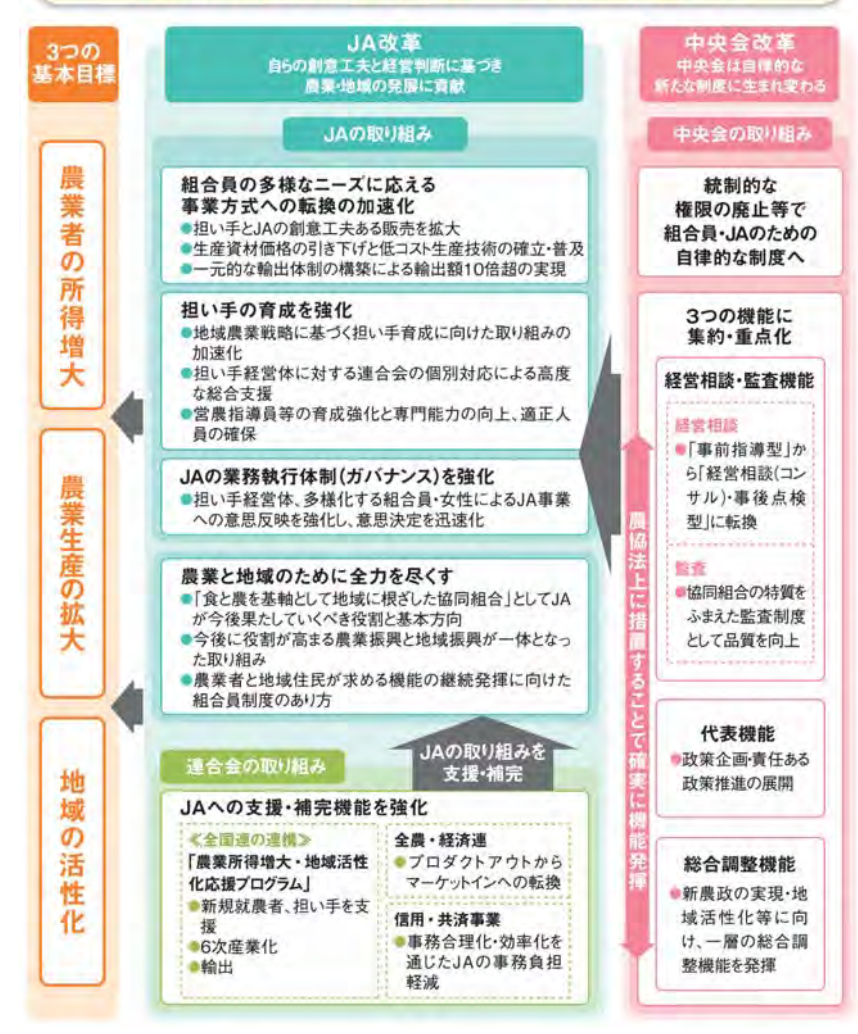 3つの
基本目標
農業者の所得増大
農業生産の拡大
地域の活性化
JA改革
自らの創意工夫と経営判断に基づき
農業・地域の発展に貢献
JAの取り組み
組合員の多様なニーズに応える
事業方式への転換の加速化
●担い手とJAの創意工夫ある販売を拡大
●生産資材価格の引き下げと低コスト生産技術の確立・普及
●一元的な輸出体制の構築による輸出額10倍超の実現
担い手の育成を強化
●地域農業戦略に基づく担い手育成に向けた取り組みの
加速化
●担い手経営体に対する連合会の個別対応による高度
な総合支援
●営農指導員等の育成強化と専門能力の向上、適正人
員の確保
JAの業務執行体制(ガバナンス)を強化
●担い手経営体、多様化する組合員・女性によるJA事業
への意思反映を強化し、意思決定を迅速化
農業と地域のために全力を尽くす
●「食と農を基軸として地域に根ざした協同組合」としてJA
が今後果たしていくべき役割と基本方向
●今後に役割が高まる農業振興と地域振興が一体となっ
た取り組み
●農業者と地域住民が求める機能の継続発揮に向けた
組合員制度のあり方
JAの取り組みを
支援・補完
連合会の取り組み
JAへの支援・補完機能を強化
≪全国連の連携≫
「農業所得増大・地域活性
化応援プログラム」
●新規就農者、担い手を支
援
●6次産業化
●輸出
全農・経済連
●プロダクトアウトから
マーケットインへの転換
信用・共済事業
●事務合理化・効率化を
通じたJAの事務負担
軽減
中央会改革
中央会は自律的な
新たな制度に生まれ変わる
中央会の取り組み
統制的な
権限の廃止等で
組合員・JAのための
自律的な制度へ
3つの機能に
集約・重点化
経営相談・監査機能
経営相談
●「事前指導型」か
ら「経営相談(コン
サル)・事後点検
型」に転換
監査
●協同組合の特質を
ふまえた監査制度
として品質を向上
代表機能
●政策企画・責任ある
政策推進の展開
総合調整機能
●新農政の実現・地
域活性化等に向
け、一層の総合調
整機能を発揮
農協法上に措置することで確実に機能発揮